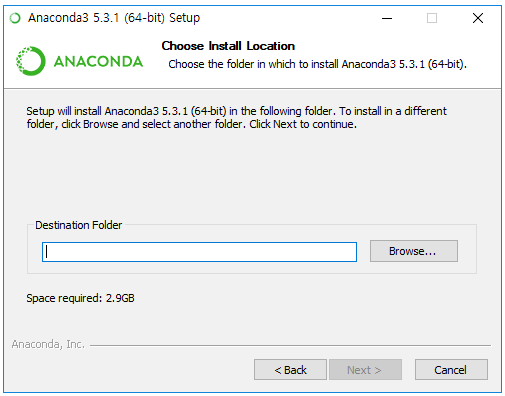 Anaconda3 5.3.1 (64-bit) Setup
Choose Install Location
Choose the folder in which to install Anaconda3 5.3.1 (64-bit).
ANACONDA
Setup will install Anaconda3 5.3.1 (64-bit) in the following folder. To install in a different
folder, click Browse and select another folder. Click Next to continue.
Destination Folder
Browse...
Space required: 2.9GB
Anaconda, Inc.
< Back Next > Cancel